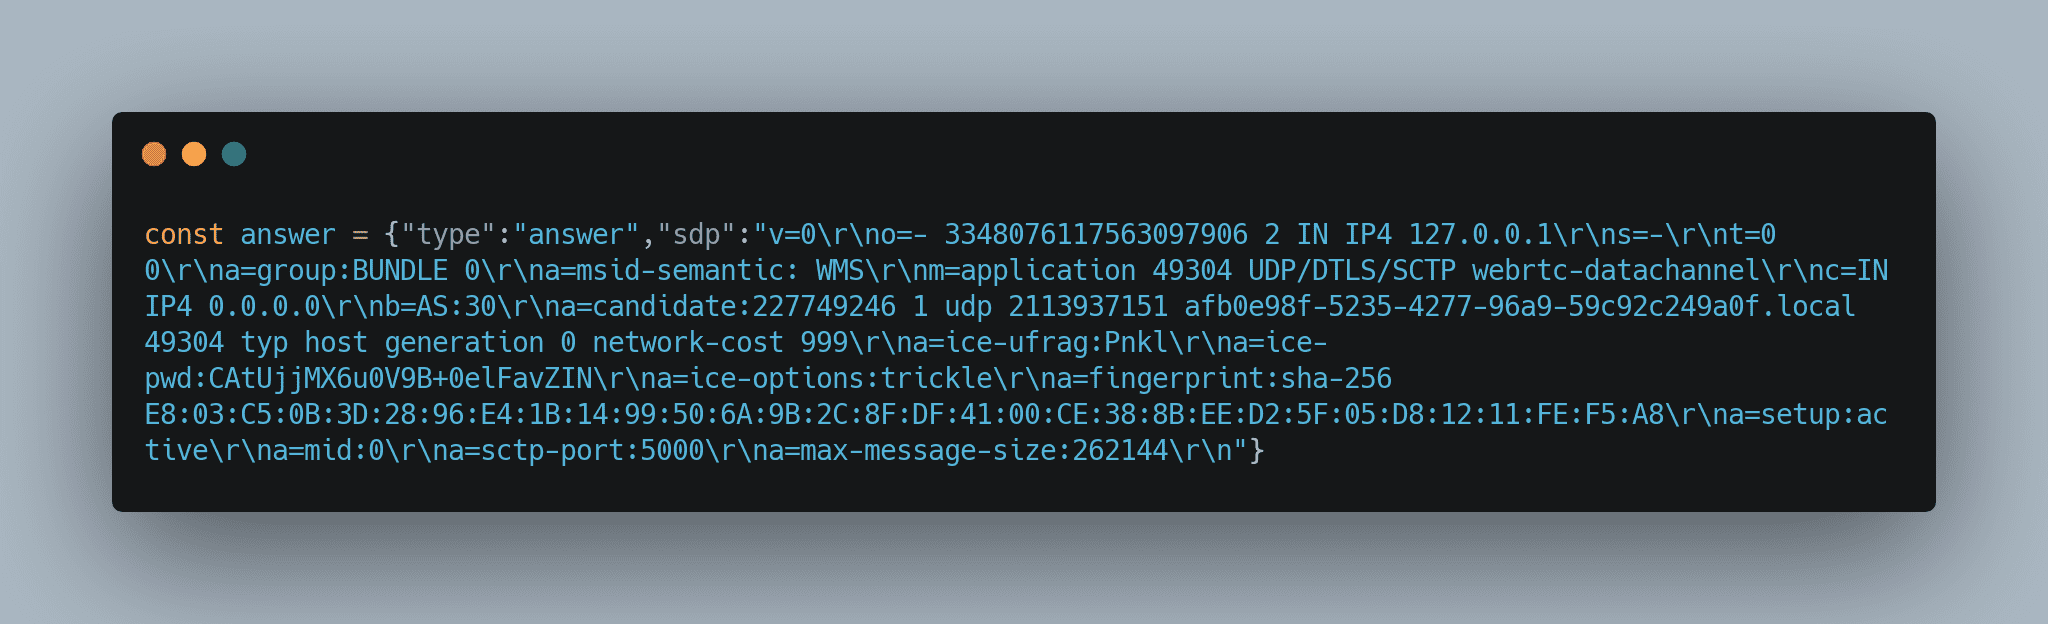 const answer = {"type":"answer","sdp":"v=0\r\no=- 3348076117563097906 2 IN IP4 127.0.0.1\r\ns=-\r\nt=0
0\r\na=group:BUNDLE 0\r\na=msid-semantic: WMS\r\nm=application 49304 UDP/DTLS/SCTP webrtc-datachannel\r\nc=IN
IP4 0.0.0.0\r\nb=AS:30\r\na=candidate:227749246 1 udp 2113937151 afb0e98f-5235-4277-96a9-59c92c249a0f.local
49304 typ host generation 0 network-cost 999\r\na=ice-ufrag:Pnkl\r\na=ice-
pwd:CAtUjjMX6u0V9B+0elFavZIN\r\na=ice-options:trickle\r\na=fingerprint:sha-256
E8:03:C5:0B:3D:28:96:E4:1B:14:99:50:6A:9B:2C:8F:DF:41:00:CE:38:8B:EE:D2:5F:05:D8:12:11:FE:F5:A8\r\na=setup:ac
tive\r\na=mid:0\r\na=sctp-port:5000\r\na=max-message-size:262144\r\n"}